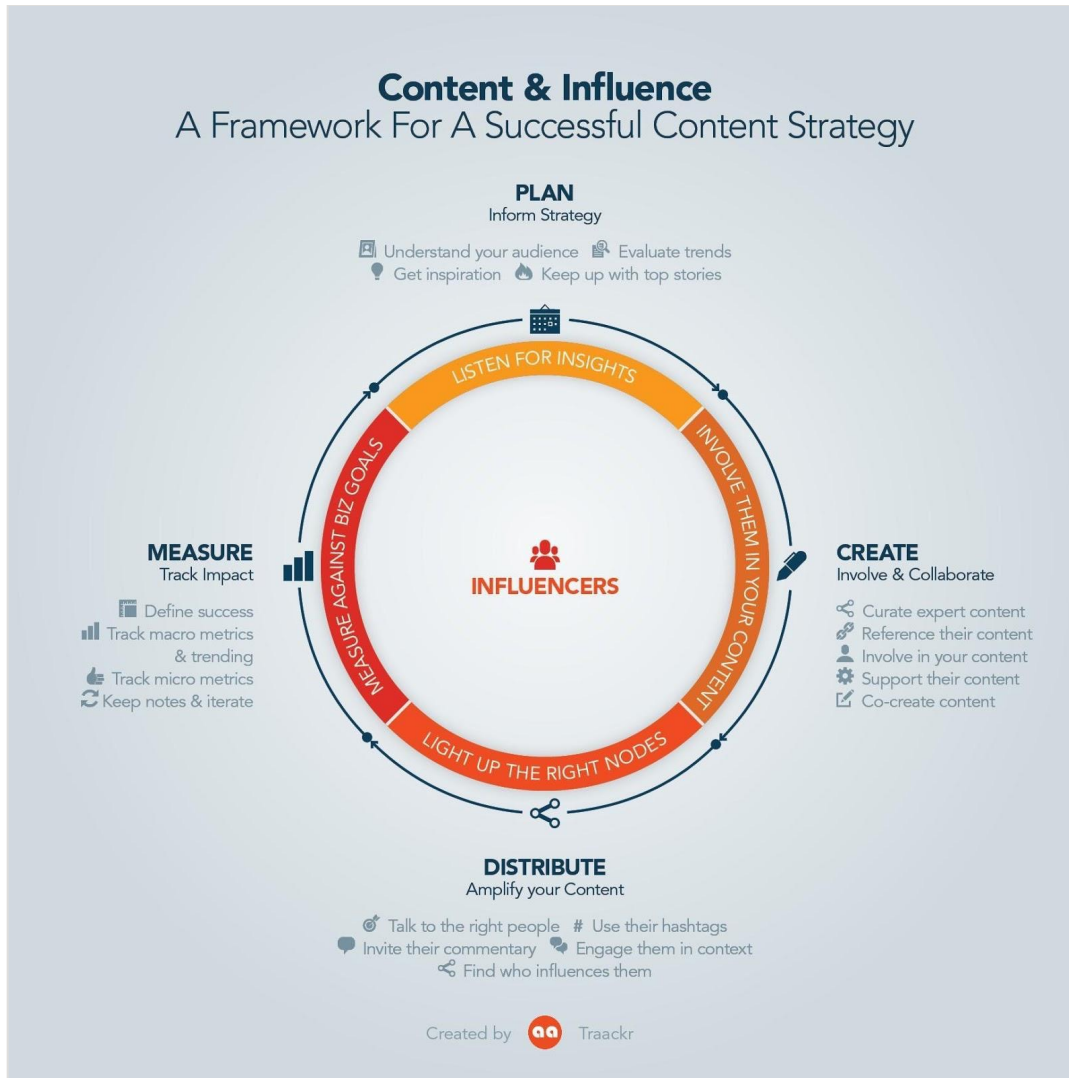 Content & Influence
A Framework For A Successful Content Strategy
PLAN
Inform Strategy
Understand your audience Evaluate trends
Get inspiration Keep up with top stories
LISTEN FOR INSIGHTS
INVOLVE THEM IN YOUR CONTENT
LIGHT UP THE RIGHT NODES
MEASURE AGAINST BIZ GOALS
INFLUENCERS
MEASURE
Track Impact
Define success
Track macro metrics
& trending
Track micro metrics
Keep notes & iterate
CREATE
Involve & Collaborate
Curate expert content
Reference their content
Involve in your content
Support their content
Co-create content
DISTRIBUTE
Amplify your Content
Talk to the right people # Use their hashtags
Invite their commentary Engage them in context
Find who influences them
Created by aa Traackr